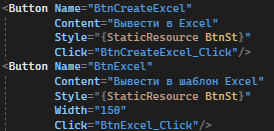 <Button Name="BtnCreateExcel"
Content="Вывести в Excel"
Style="{StaticResource BtnSt}"
Click="BtnCreateExcel_Click"/>
<Button Name="BtnExcel"
Content="Вывести в шаблон Excel"
Style="{StaticResource BtnSt}"
Width="150"
Click="BtnExcel_Click"/>